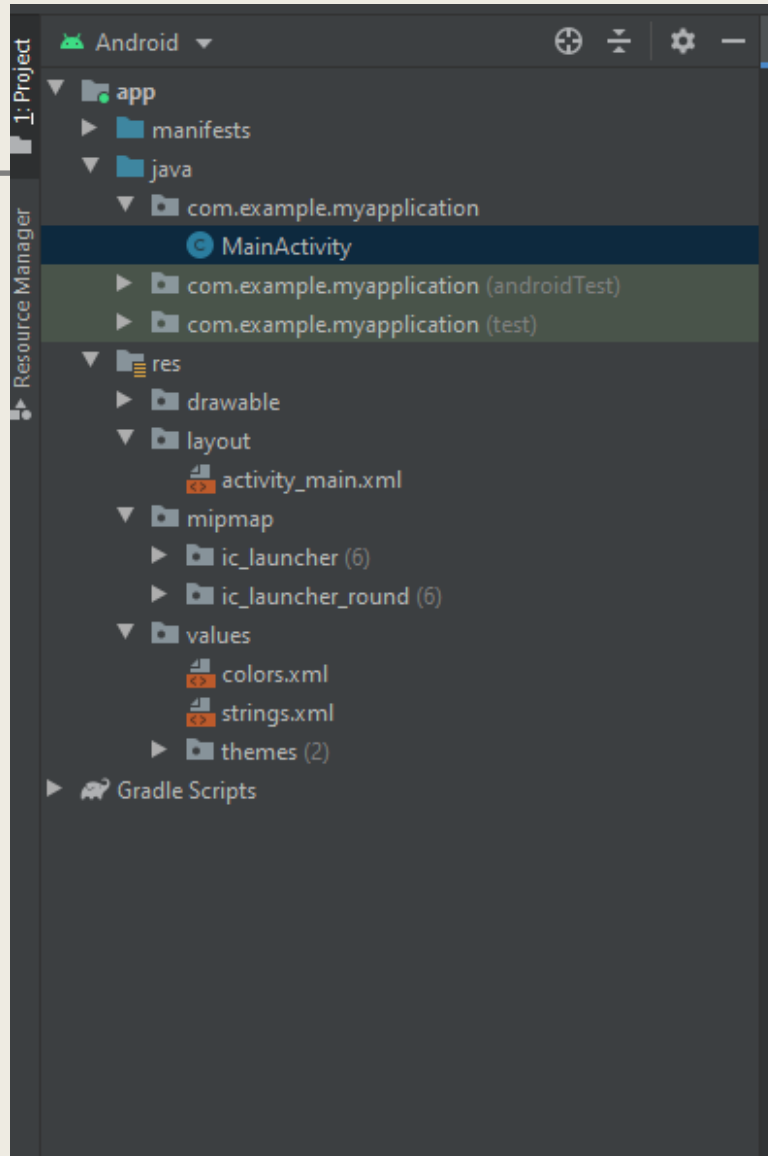 1: Project
Resource Manager
Android
app
manifests
java
com.example.myapplication
MainActivity
com.example.myapplication (androidTest)
com.example.myapplication (test)
res
drawable
layout
activity_main.xml
mipmap
ic_launcher (6)
ic_launcher_round (6)
values
colors.xml
strings.xml
themes (2)
Gradle Scripts